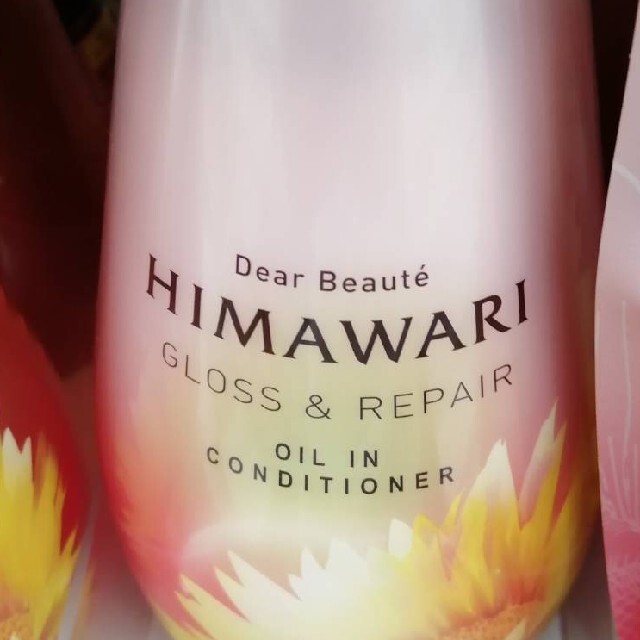 Dear Beauté
HIMAWARI
GLOSS & REPAIR
OIL IN
CONDITIONER